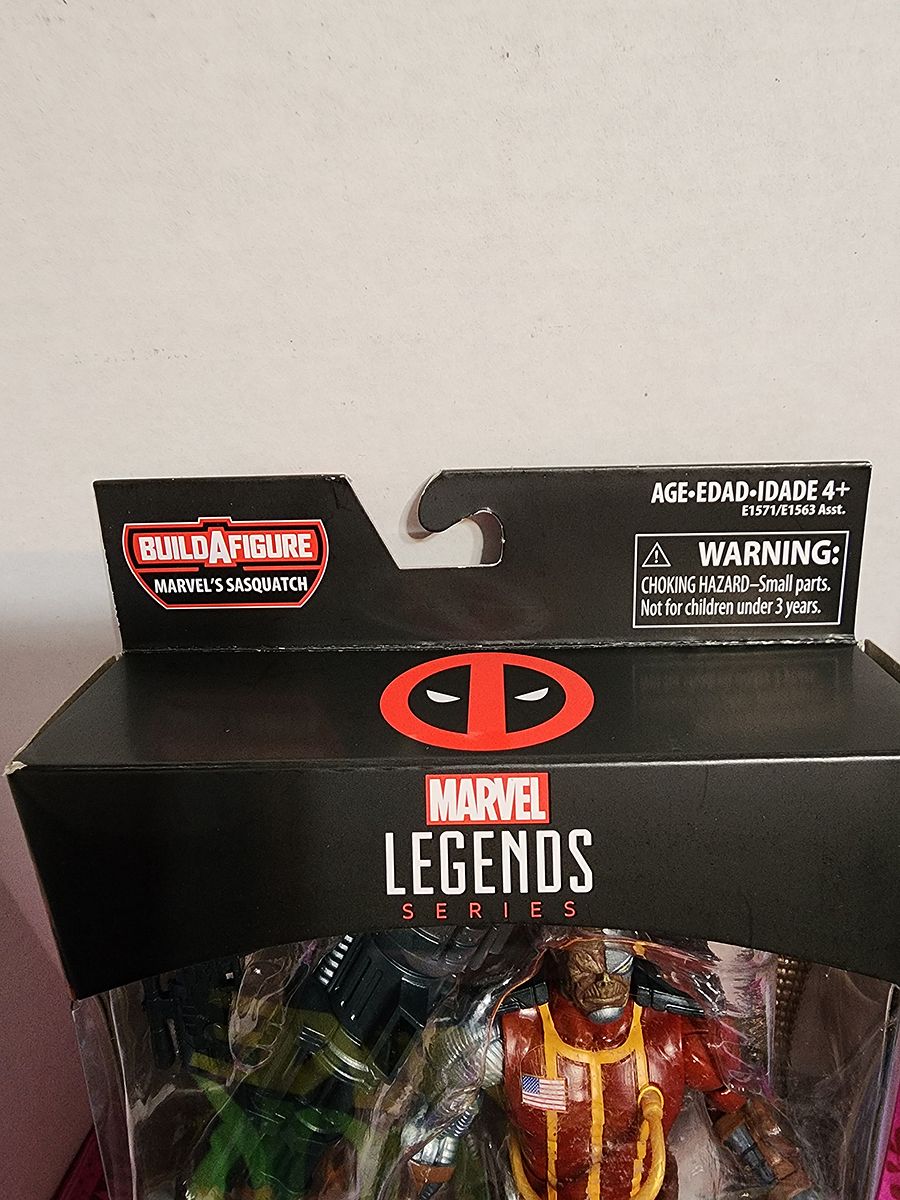 AGE•EDAD•IDADE 4+
E1571/E1563 Asst.
BUILDAFIGURE
MARVEL'S SASQUATCH
WARNING:
CHOKING HAZARD–Small parts.
Not for children under 3 years.
MARVEL
LEGENDS
SERIES